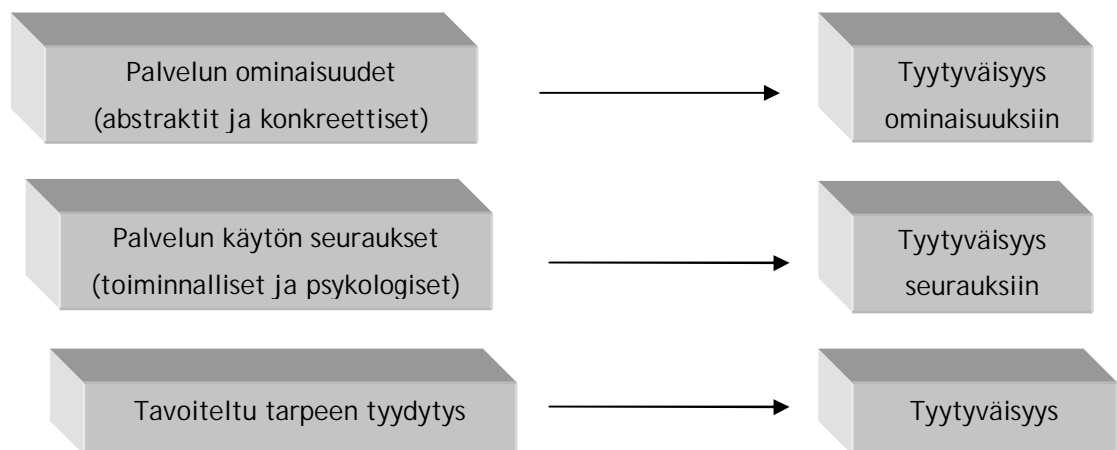 Palvelun ominaisuudet
(abstraktit ja konkreettiset)
Tyytyväisyys
ominaisuuksiin
Palvelun käytön seuraukset
(toiminnalliset ja psykologiset)
Tyytyväisyys
seurauksiin
Tavoiteltu tarpeen tyydytys
Tyytyväisyys